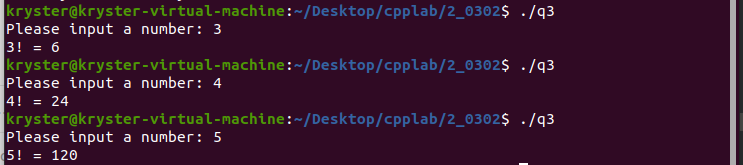 kryster@kryster-virtual-machine:~/Desktop/cpplab/2_0302$ ./q3
Please input a number: 3
3! = 6
kryster@kryster-virtual-machine:~/Desktop/cpplab/2_0302$ ./q3
Please input a number: 4
4! = 24
kryster@kryster-virtual-machine:~/Desktop/cpplab/2_0302$ ./q3
Please input a number: 5
5! = 120